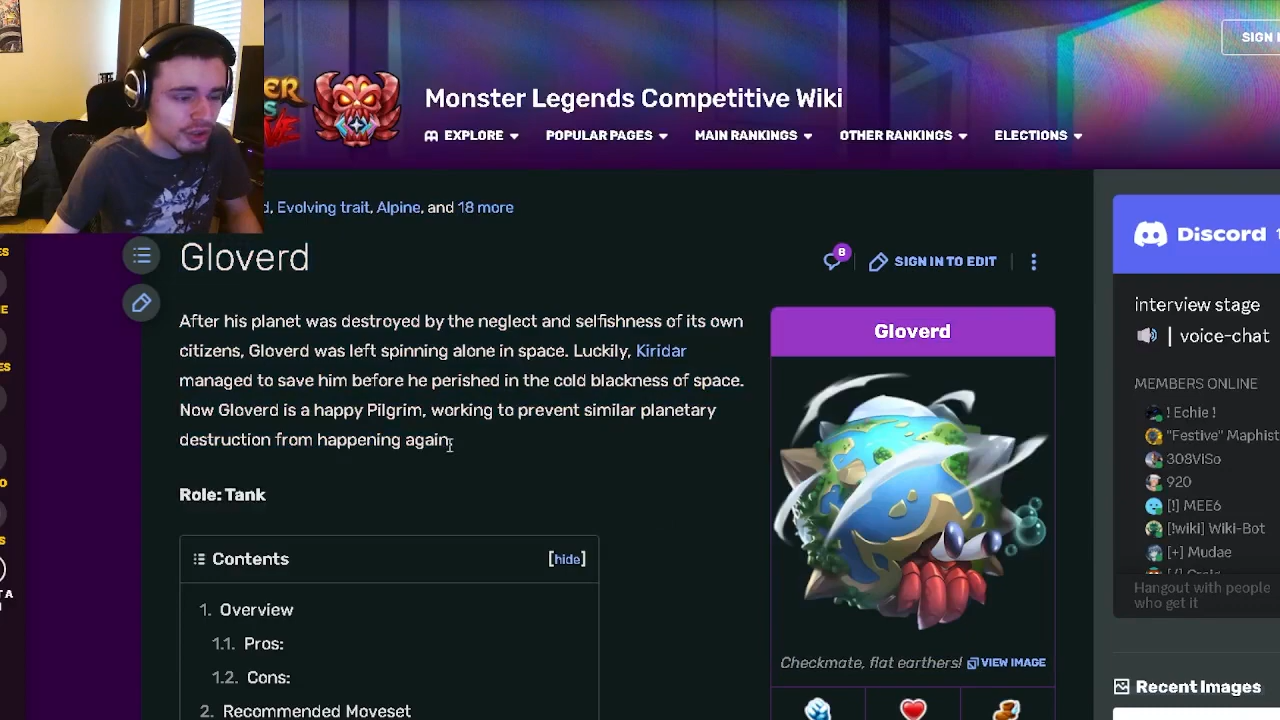 SIGN
Monster Legends Competitive Wiki
EXPLORE
POPULAR PAGES
MAIN RANKINGS
OTHER RANKINGS
ELECTIONS
Evolving trait, Alpine, and 18 more
Gloverd
8
SIGN IN TO EDIT
After his planet was destroyed by the neglect and selfishness of its own
citizens, Gloverd was left spinning alone in space. Luckily, Kiridar
managed to save him before he perished in the cold blackness of space.
Now Gloverd is a happy Pilgrim, working to prevent similar planetary
destruction from happening again.
Role: Tank
Contents [hide]
1. Overview
1.1. Pros:
1.2. Cons:
2. Recommended Moveset
Gloverd
Checkmate, flat earthers! VIEW IMAGE
Discord
interview stage
| voice-chat
MEMBERS ONLINE
! Echie !
"Festive" Maphist
308VISo
920
[!] MEE6
[!wiki] Wiki-Bot
[+] Mudae
Hangout with people
who get it
Recent Images